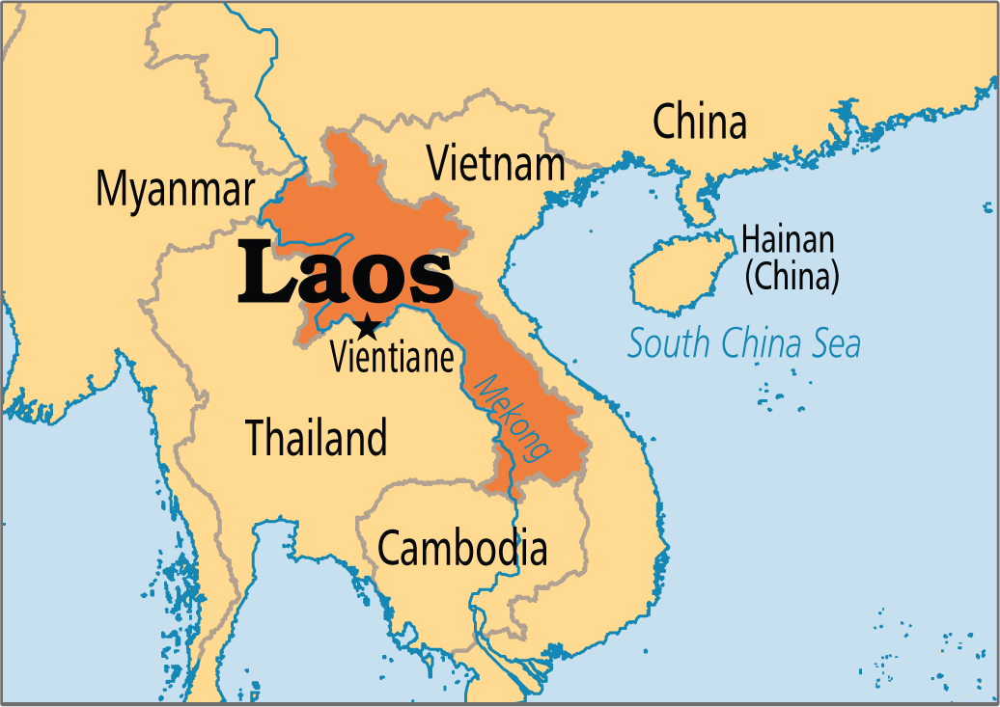 China
Vietnam
Myanmar
Hainan
(China)
Laos
South China Sea
Vientiane
Mekong
Thailand
Cambodia